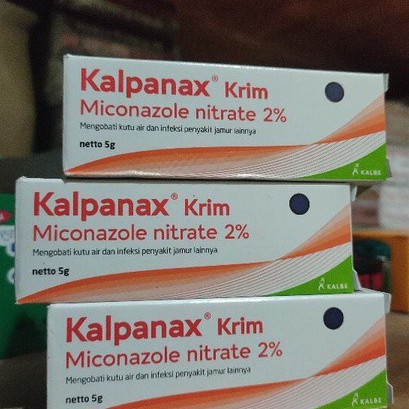 Kalpanax® Krim
Miconazole nitrate 2%
Mengobati kutu air dan infeksi penyakit jamur lainnya
netto 5g
KALBE
Kalpanax® Krim
Miconazole nitrate 2%
Mengobati kutu air dan infeksi penyakit jamur lainnya
netto 5g
KALBE
Kalpanax® Krim
Miconazole nitrate 2%
Mengobati kutu air dan infeksi penyakit jamur lainnya
netto 5g
KALBE